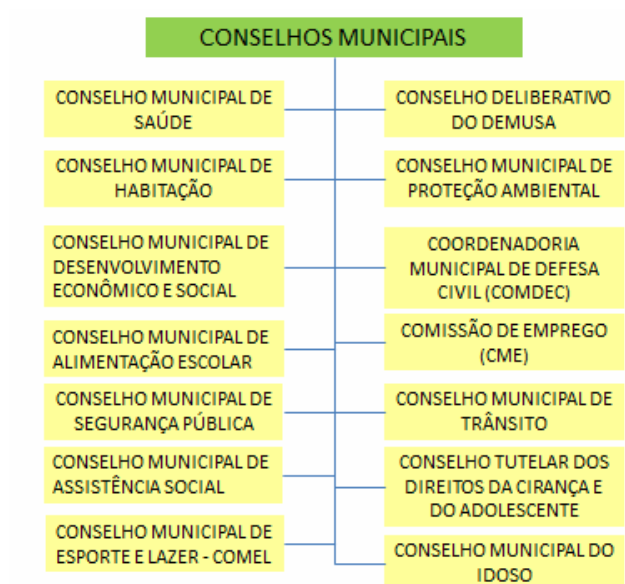 CONSELHOS MUNICIPAIS
CONSELHO MUNICIPAL DE
SAÚDE
CONSELHO DELIBERATIVO
DO DEMUSA
CONSELHO MUNICIPAL DE
HABITAÇÃO
CONSELHO MUNICIPAL DE
PROTEÇÃO AMBIENTAL
CONSELHO MUNICIPAL DE
DESENVOLVIMENTO
ECONÔMICO E SOCIAL
COORDENADORIA
MUNICIPAL DE DEFESA
CIVIL (COMDEC)
CONSELHO MUNICIPAL DE
ALIMENTAÇÃO ESCOLAR
COMISSÃO DE EMPREGO
(CME)
CONSELHO MUNICIPAL DE
SEGURANÇA PÚBLICA
CONSELHO MUNICIPAL DE
TRÂNSITO
CONSELHO MUNICIPAL DE
ASSISTÊNCIA SOCIAL
CONSELHO TUTELAR DOS
DIREITOS DA CIRANÇA E
DO ADOLESCENTE
CONSELHO MUNICIPAL DE
ESPORTE E LAZER - COMEL
CONSELHO MUNICIPAL DO
IDOSO